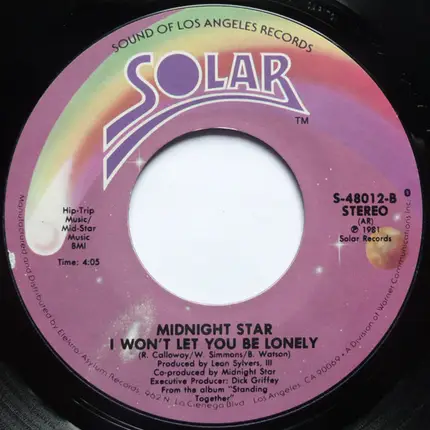 SOUND OF LOS ANGELES RECORDS
SOLAR
TM
Hip-Trip
Music/
Mid-Star
Music
BMI
Time: 4:05
S-48012-B
STEREO
(AR)
℗ 1981
Solar Records
MIDNIGHT STAR
I WON'T LET YOU BE LONELY
(R. Calloway/W. Simmons/B. Watson)
Produced by Leon Sylvers, III
Co-produced by Midnight Star
Executive Producer: Dick Griffey
From the album "Standing
Together"
Manufactured and Distributed by Elektra/Asylum Records, 962 N. La Cienega Blvd. Los Angeles, CA. 90069 • A Division of Warner Communications Inc.